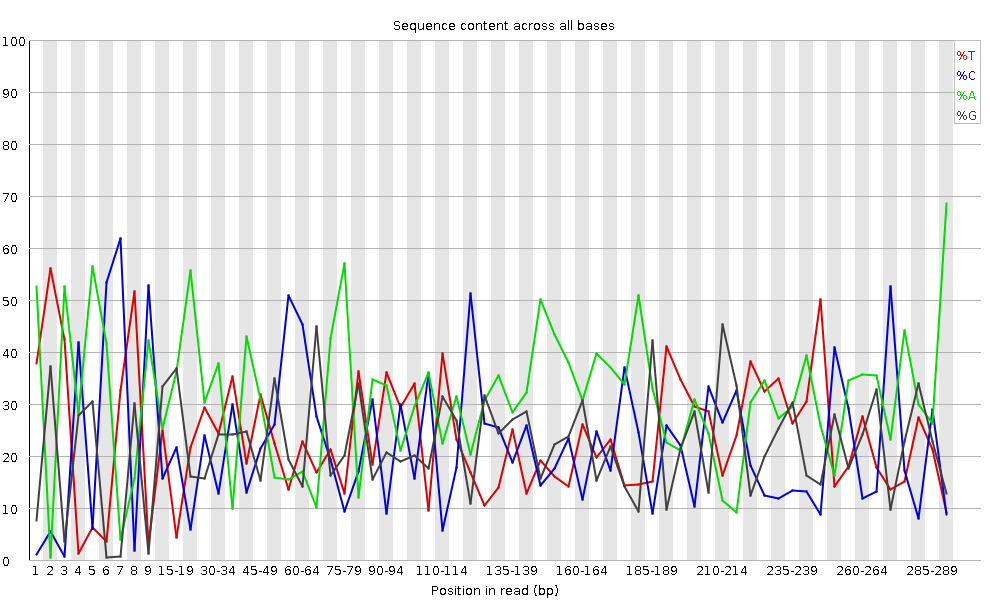 Sequence content across all bases
100
90
80
70
60
50
40
30
20
10
0
%T
%C
%A
%G
1 2 3 4 5 6 7 8 9 15-19 30-34 45-49 60-64 75-79 90-94 110-114 135-139 160-164 185-189 210-214 235-239 260-264 285-289
Position in read (bp)